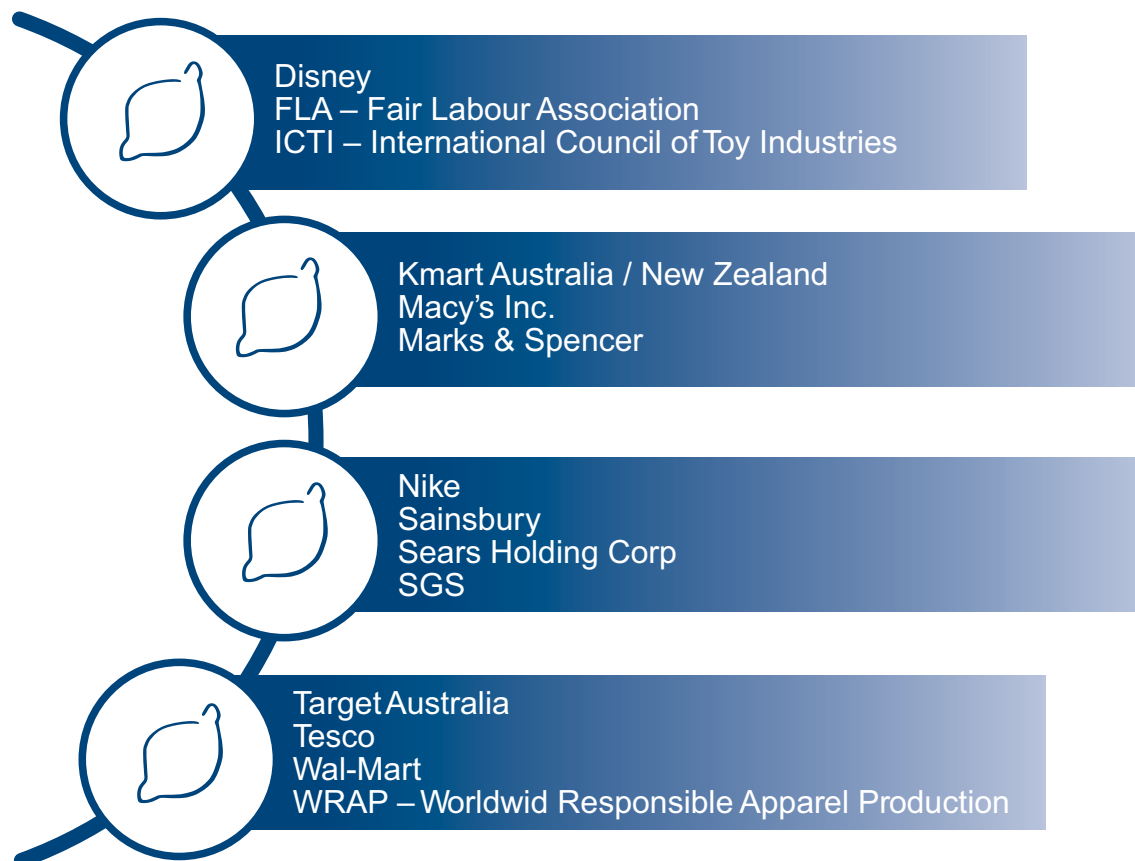 Disney
FLA – Fair Labour Association
ICTI – International Council of Toy Industries
Kmart Australia / New Zealand
Macy’s Inc.
Marks & Spencer
Nike
Sainsbury
Sears Holding Corp
SGS
Target Australia
Tesco
Wal-Mart
WRAP – Worldwid Responsible Apparel Production